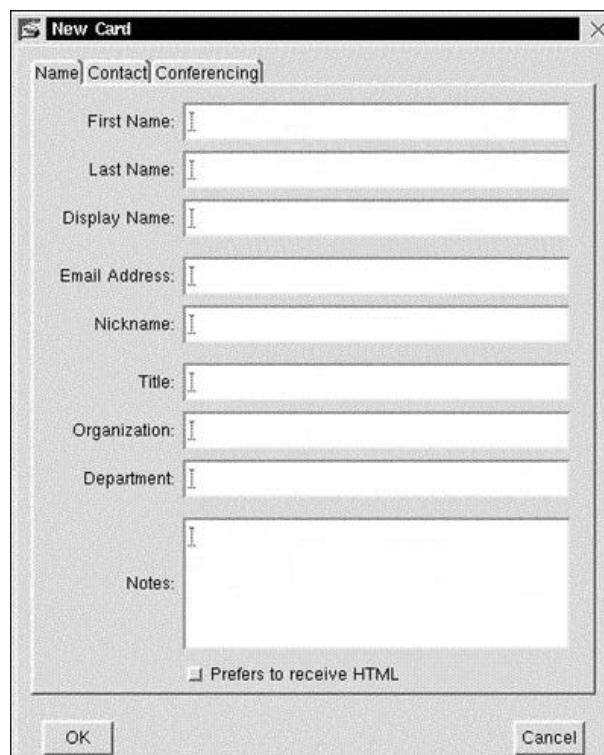 New Card
Name Contact Conferencing
First Name:
Last Name:
Display Name:
Email Address:
Nickname:
Title:
Organization:
Department:
Notes:
Prefers to receive HTML
OK Cancel